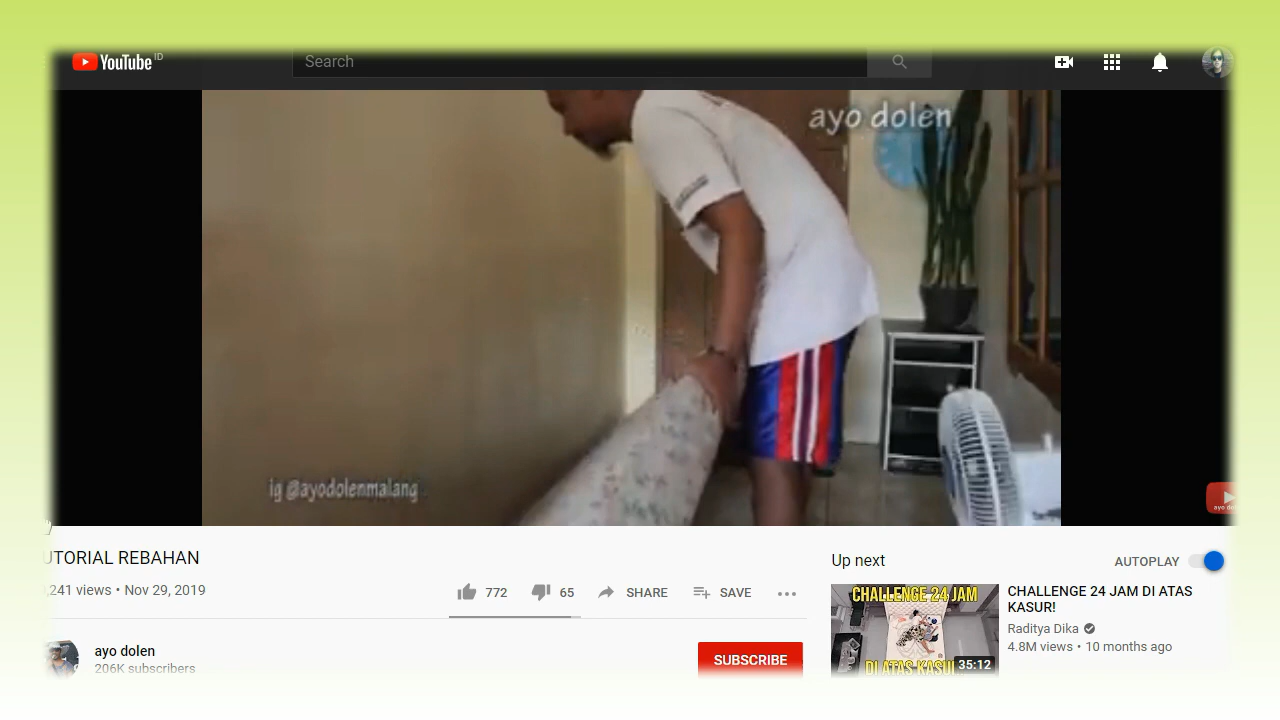 YouTube ID
Search
ayo dolen
ig @ayodolenmalang
UTORIAL REBAHAN
241 views • Nov 29, 2019
772
65
SHARE
SAVE
ayo dolen
206K subscribers
SUBSCRIBE
Up next
AUTOPLAY
CHALLENGE 24 JAM
DI ATAS KASUR
35:12
CHALLENGE 24 JAM DI ATAS
KASUR!
Raditya Dika
4.8M views • 10 months ago